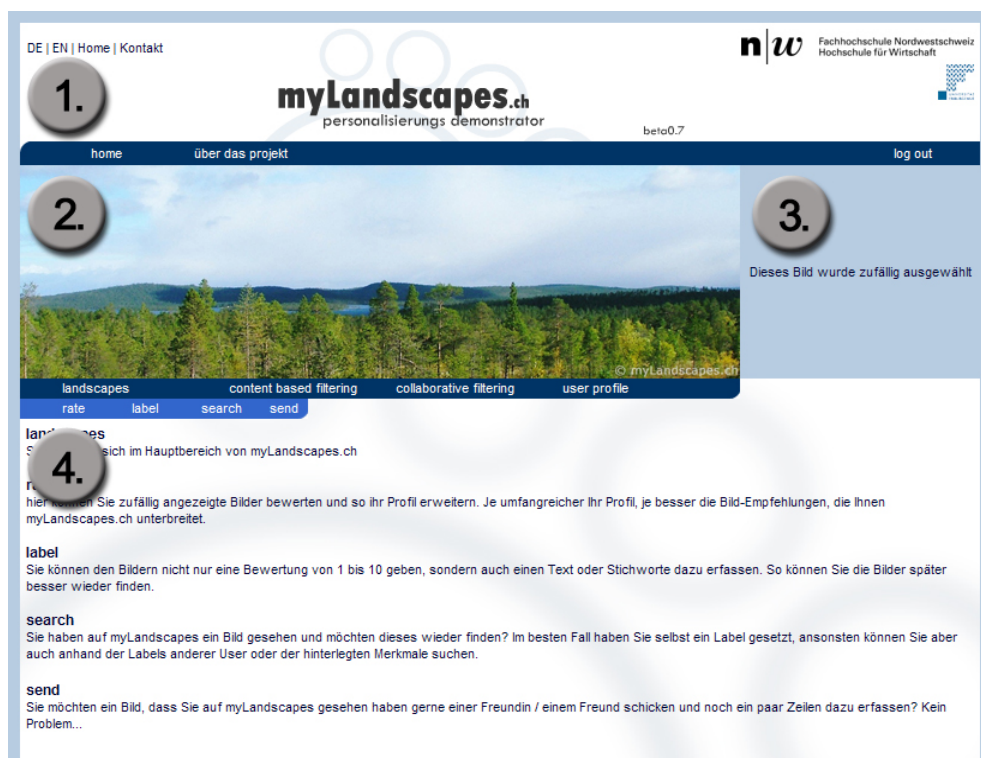 DE | EN | Home | Kontakt
n|w Fachhochschule Nordwestschweiz
Hochschule für Wirtschaft
1.
myLandscapes.ch
personalisierungs demonstrator
beta0.7
home über das projekt log out
2.
3.
Dieses Bild wurde zufällig ausgewählt
© myLandscapes.ch
landscapes content based filtering collaborative filtering user profile
rate label search send
sich im Hauptbereich von myLandscapes.ch
4.
hier können Sie zufällig angezeigte Bilder bewerten und so ihr Profil erweitern. Je umfangreicher Ihr Profil, je besser die Bild-Empfehlungen, die Ihnen
myLandscapes.ch unterbreitet.
label
Sie können den Bildern nicht nur eine Bewertung von 1 bis 10 geben, sondern auch einen Text oder Stichworte dazu erfassen. So können Sie die Bilder später
besser wieder finden.
search
Sie haben auf myLandscapes ein Bild gesehen und möchten dieses wieder finden? Im besten Fall haben Sie selbst ein Label gesetzt, ansonsten können Sie aber
auch anhand der Labels anderer User oder der hinterlegten Merkmale suchen.
send
Sie möchten ein Bild, dass Sie auf myLandscapes gesehen haben gerne einer Freundin / einem Freund schicken und noch ein paar Zeilen dazu erfassen? Kein
Problem...